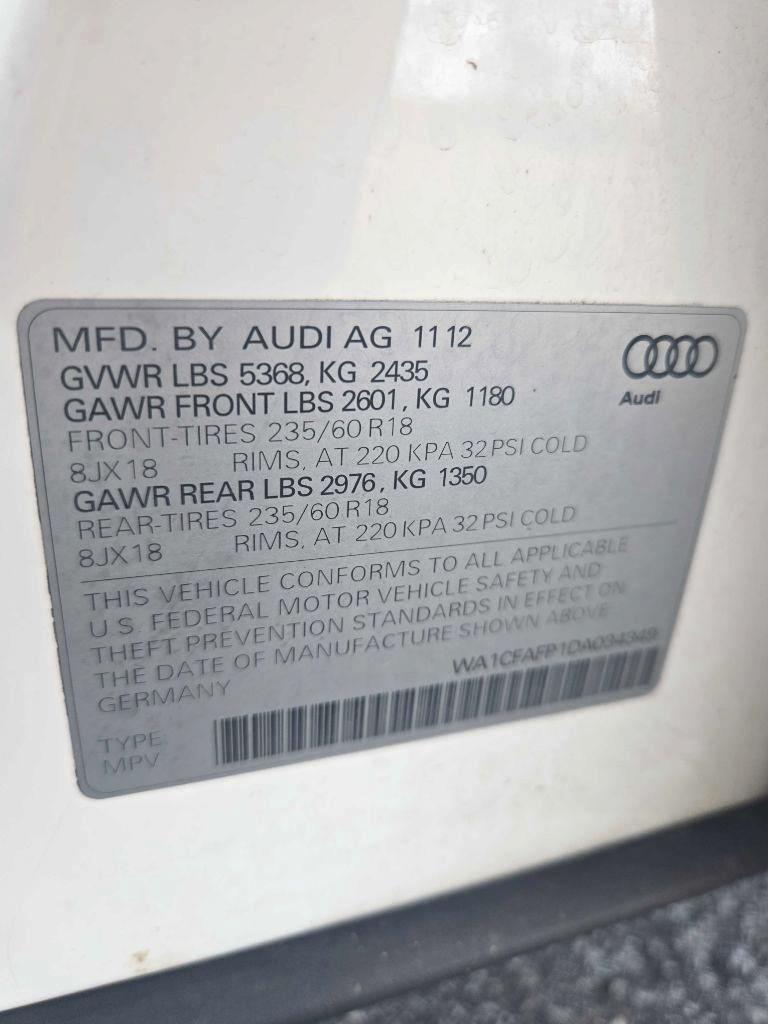 MFD. BY AUDI AG 11 12
Audi
GVWR LBS 5368, KG 2435
GAWR FRONT LBS 2601, KG 1180
FRONT-TIRES 235/60 R18
8JX18 RIMS, AT 220 KPA 32 PSI COLD
GAWR REAR LBS 2976, KG 1350
REAR-TIRES 235/60 R18
8JX18 RIMS, AT 220 KPA 32 PSI COLD
THIS VEHICLE CONFORMS TO ALL APPLICABLE
U.S. FEDERAL MOTOR VEHICLE SAFETY AND
THEFT PREVENTION STANDARDS IN EFFECT ON
THE DATE OF MANUFACTURE SHOWN ABOVE
GERMANY WA1CFAFP1DA034349
TYPE:
MPV